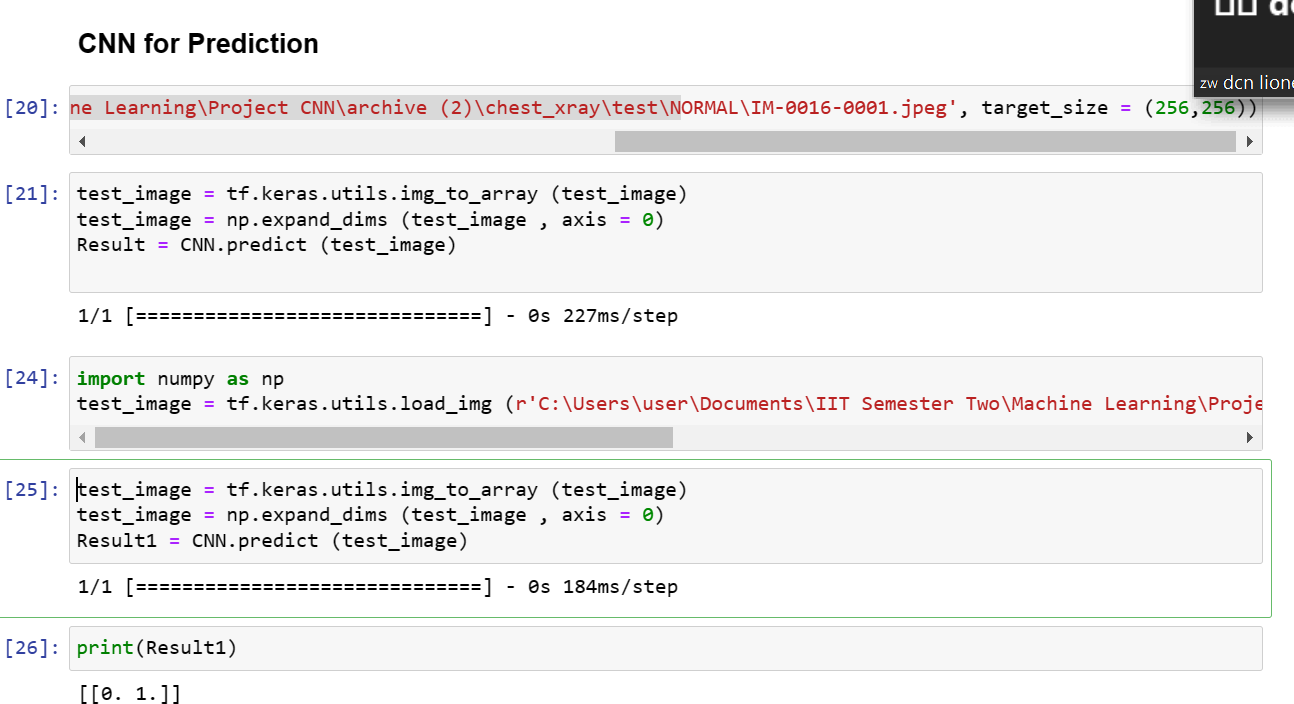 CNN for Prediction
[20]: ne Learning\Project CNN\archive (2)\chest_xray\test\NORMAL\IM-0016-0001.jpeg', target_size = (256,256))
zw dcn lione
[21]: test_image = tf.keras.utils.img_to_array (test_image)
test_image = np.expand_dims (test_image , axis = 0)
Result = CNN.predict (test_image)
1/1 [==============================] - 0s 227ms/step
[24]: import numpy as np
test_image = tf.keras.utils.load_img (r'C:\Users\user\Documents\IIT Semester Two\Machine Learning\Proje
[25]: test_image = tf.keras.utils.img_to_array (test_image)
test_image = np.expand_dims (test_image , axis = 0)
Result1 = CNN.predict (test_image)
1/1 [==============================] - 0s 184ms/step
[26]: print(Result1)
[[0. 1.]]